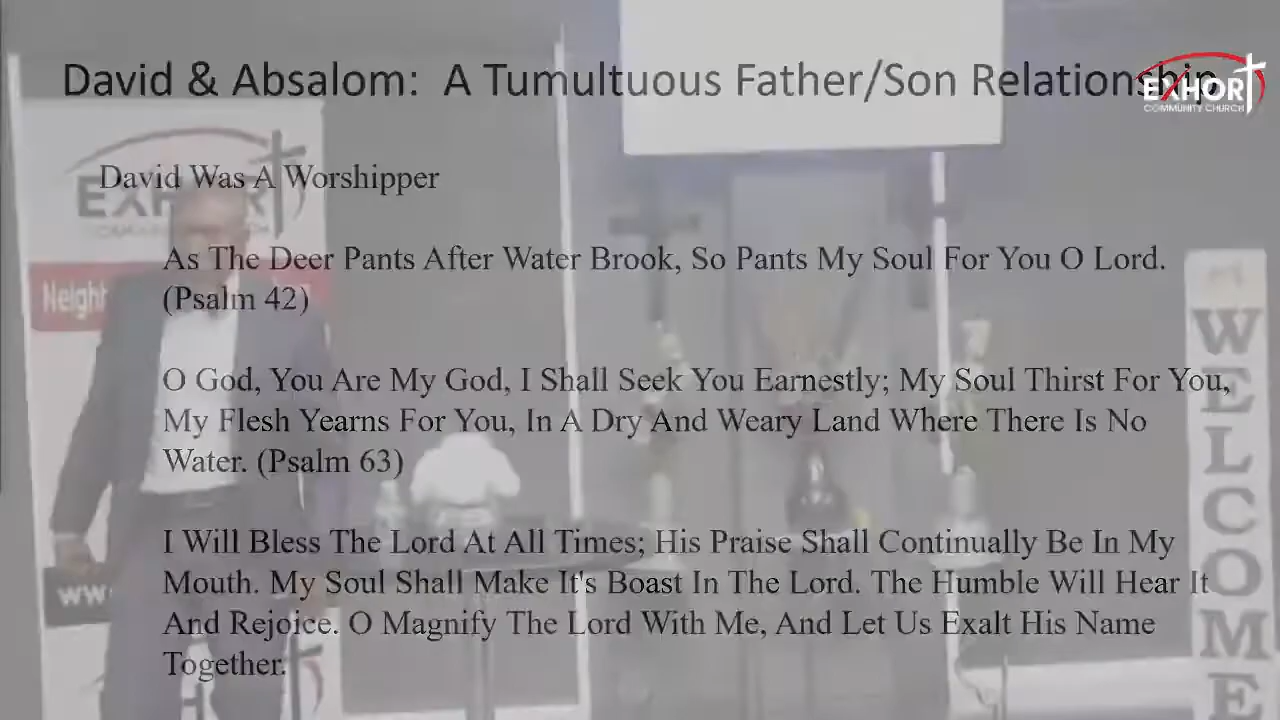 David & Absalom: A Tumultuous Father/Son Relationship
EXHORT
COMMUNITY CHURCH
David Was A Worshipper
EXHORT
As The Deer Pants After Water Brook, So Pants My Soul For You O Lord.
(Psalm 42)
Neighb
O God, You Are My God, I Shall Seek You Earnestly; My Soul Thirst For You,
My Flesh Yearns For You, In A Dry And Weary Land Where There Is No
Water. (Psalm 63)
I Will Bless The Lord At All Times; His Praise Shall Continually Be In My
Mouth. My Soul Shall Make It's Boast In The Lord. The Humble Will Hear It
And Rejoice. O Magnify The Lord With Me, And Let Us Exalt His Name
Together.
www
WELCOME